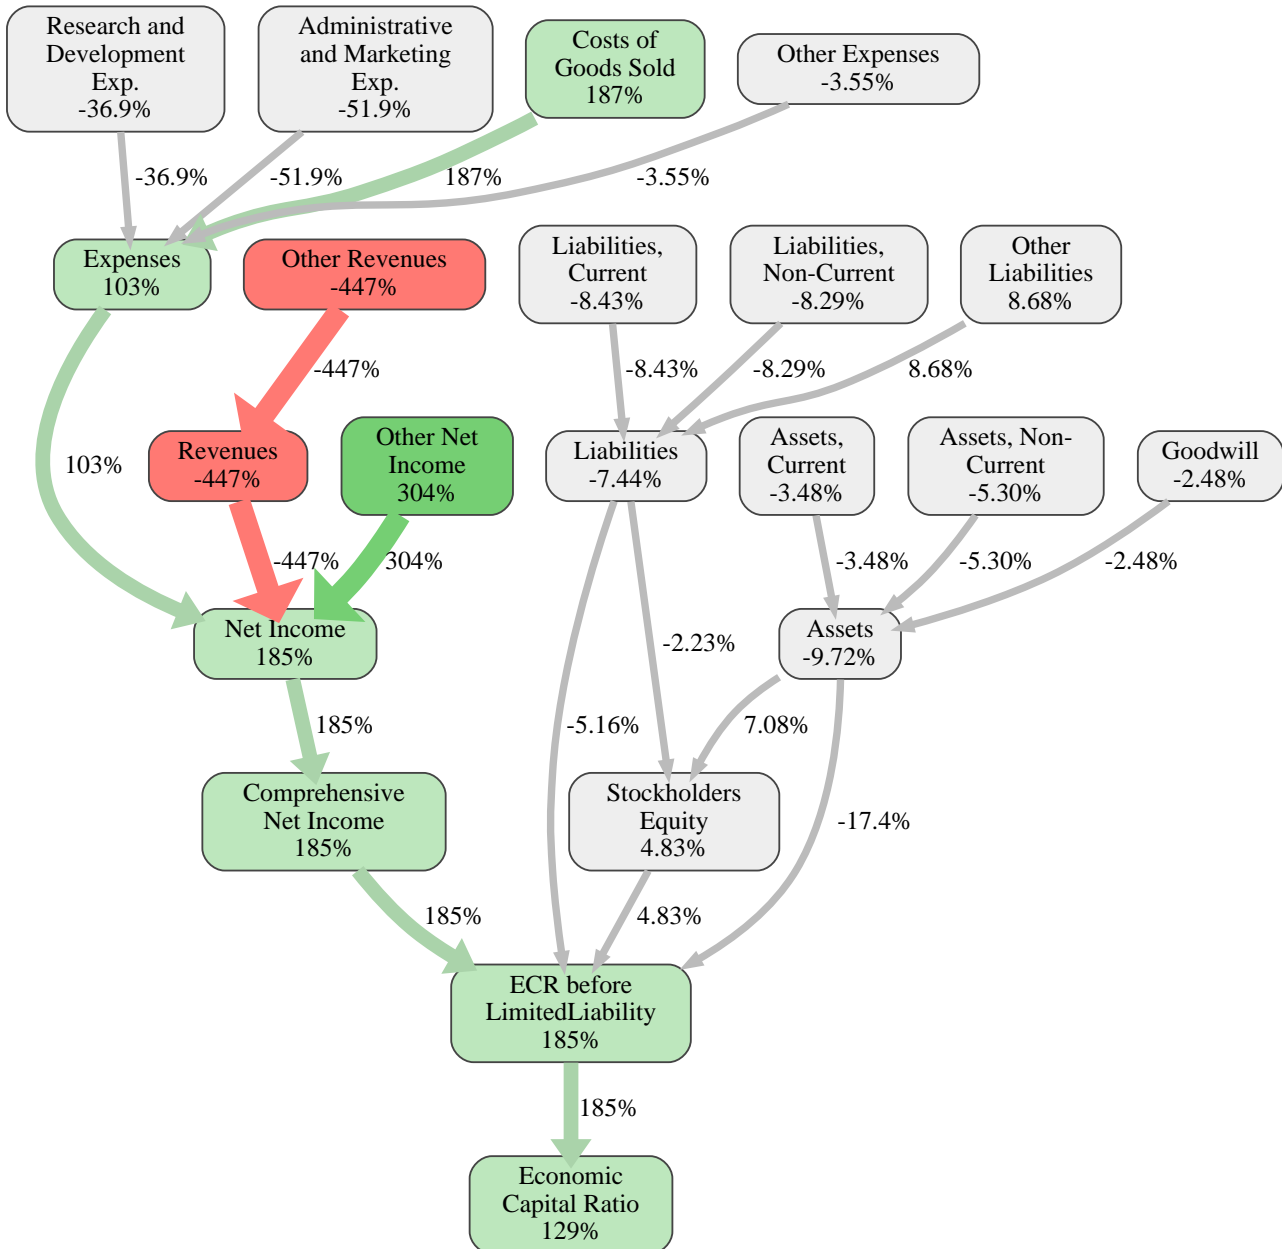 Research and
Development
Exp.
-36.9%
Administrative
and Marketing
Exp.
-51.9%
Costs of
Goods Sold
187%
Other Expenses
-3.55%
-36.9%
-51.9%
187%
-3.55%
Expenses
103%
Other Revenues
-447%
Liabilities,
Current
-8.43%
Liabilities,
Non-Current
-8.29%
Other
Liabilities
8.68%
-447%
-8.43%
-8.29%
8.68%
103%
Revenues
-447%
Other Net
Income
304%
Liabilities
-7.44%
Assets,
Current
-3.48%
Assets, Non-
Current
-5.30%
Goodwill
-2.48%
-447%
304%
-3.48%
-5.30%
-2.48%
Net Income
185%
-2.23%
Assets
-9.72%
185%
-5.16%
7.08%
Comprehensive
Net Income
185%
Stockholders
Equity
4.83%
-17.4%
185%
4.83%
ECR before
LimitedLiability
185%
185%
Economic
Capital Ratio
129%